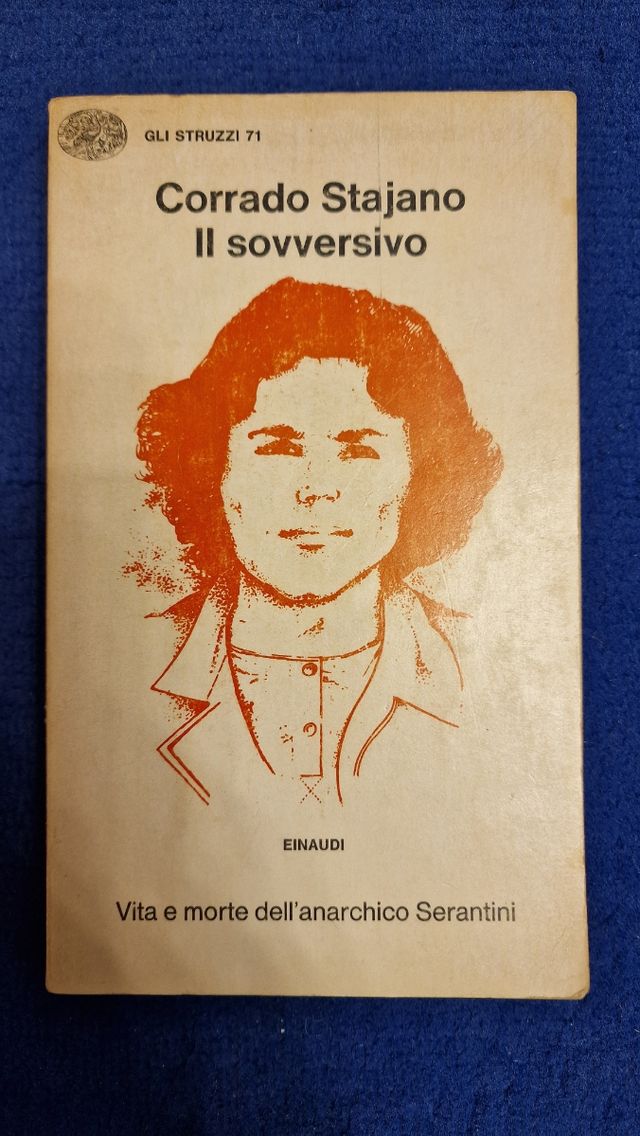 GLI STRUZZI 71
Corrado Stajano
Il sovversivo
EINAUDI
Vita e morte dell'anarchico Serantini